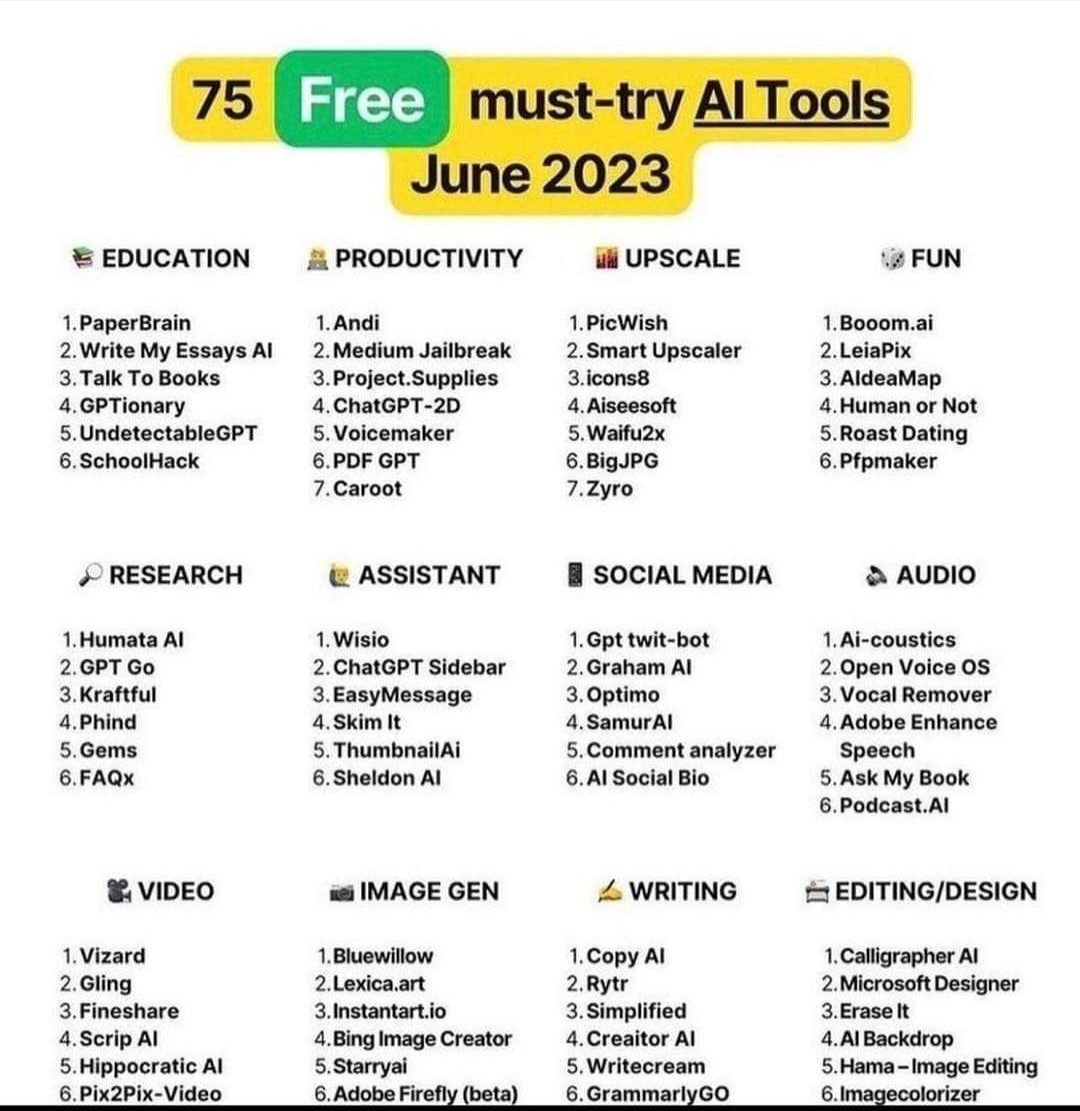 75 Free must-try AI Tools
June 2023
📚 EDUCATION
1. PaperBrain
2. Write My Essays AI
3. Talk To Books
4. GPTionary
5. UndetectableGPT
6. SchoolHack
🧑‍💻 PRODUCTIVITY
1. Andi
2. Medium Jailbreak
3. Project.Supplies
4. ChatGPT-2D
5. Voicemaker
6. PDF GPT
7. Caroot
🌇 UPSCALE
1. PicWish
2. Smart Upscaler
3. icons8
4. Aiseesoft
5. Waifu2x
6. BigJPG
7. Zyro
🎲 FUN
1. Booom.ai
2. LeiaPix
3. AIdeaMap
4. Human or Not
5. Roast Dating
6. Pfpmaker
🔎 RESEARCH
1. Humata AI
2. GPT Go
3. Kraftful
4. Phind
5. Gems
6. FAQx
🙋 ASSISTANT
1. Wisio
2. ChatGPT Sidebar
3. EasyMessage
4. Skim It
5. ThumbnailAi
6. Sheldon AI
📱 SOCIAL MEDIA
1. Gpt twit-bot
2. Graham AI
3. Optimo
4. SamurAI
5. Comment analyzer
6. AI Social Bio
🔊 AUDIO
1. Ai-coustics
2. Open Voice OS
3. Vocal Remover
4. Adobe Enhance
Speech
5. Ask My Book
6. Podcast.AI
🎥 VIDEO
1. Vizard
2. Gling
3. Fineshare
4. Scrip AI
5. Hippocratic AI
6. Pix2Pix-Video
📷 IMAGE GEN
1. Bluewillow
2. Lexica.art
3. Instantart.io
4. Bing Image Creator
5. Starryai
6. Adobe Firefly (beta)
✍️ WRITING
1. Copy AI
2. Rytr
3. Simplified
4. Creaitor AI
5. Writecream
6. GrammarlyGO
🖨️ EDITING/DESIGN
1. Calligrapher AI
2. Microsoft Designer
3. Erase It
4. AI Backdrop
5. Hama – Image Editing
6. Imagecolorizer